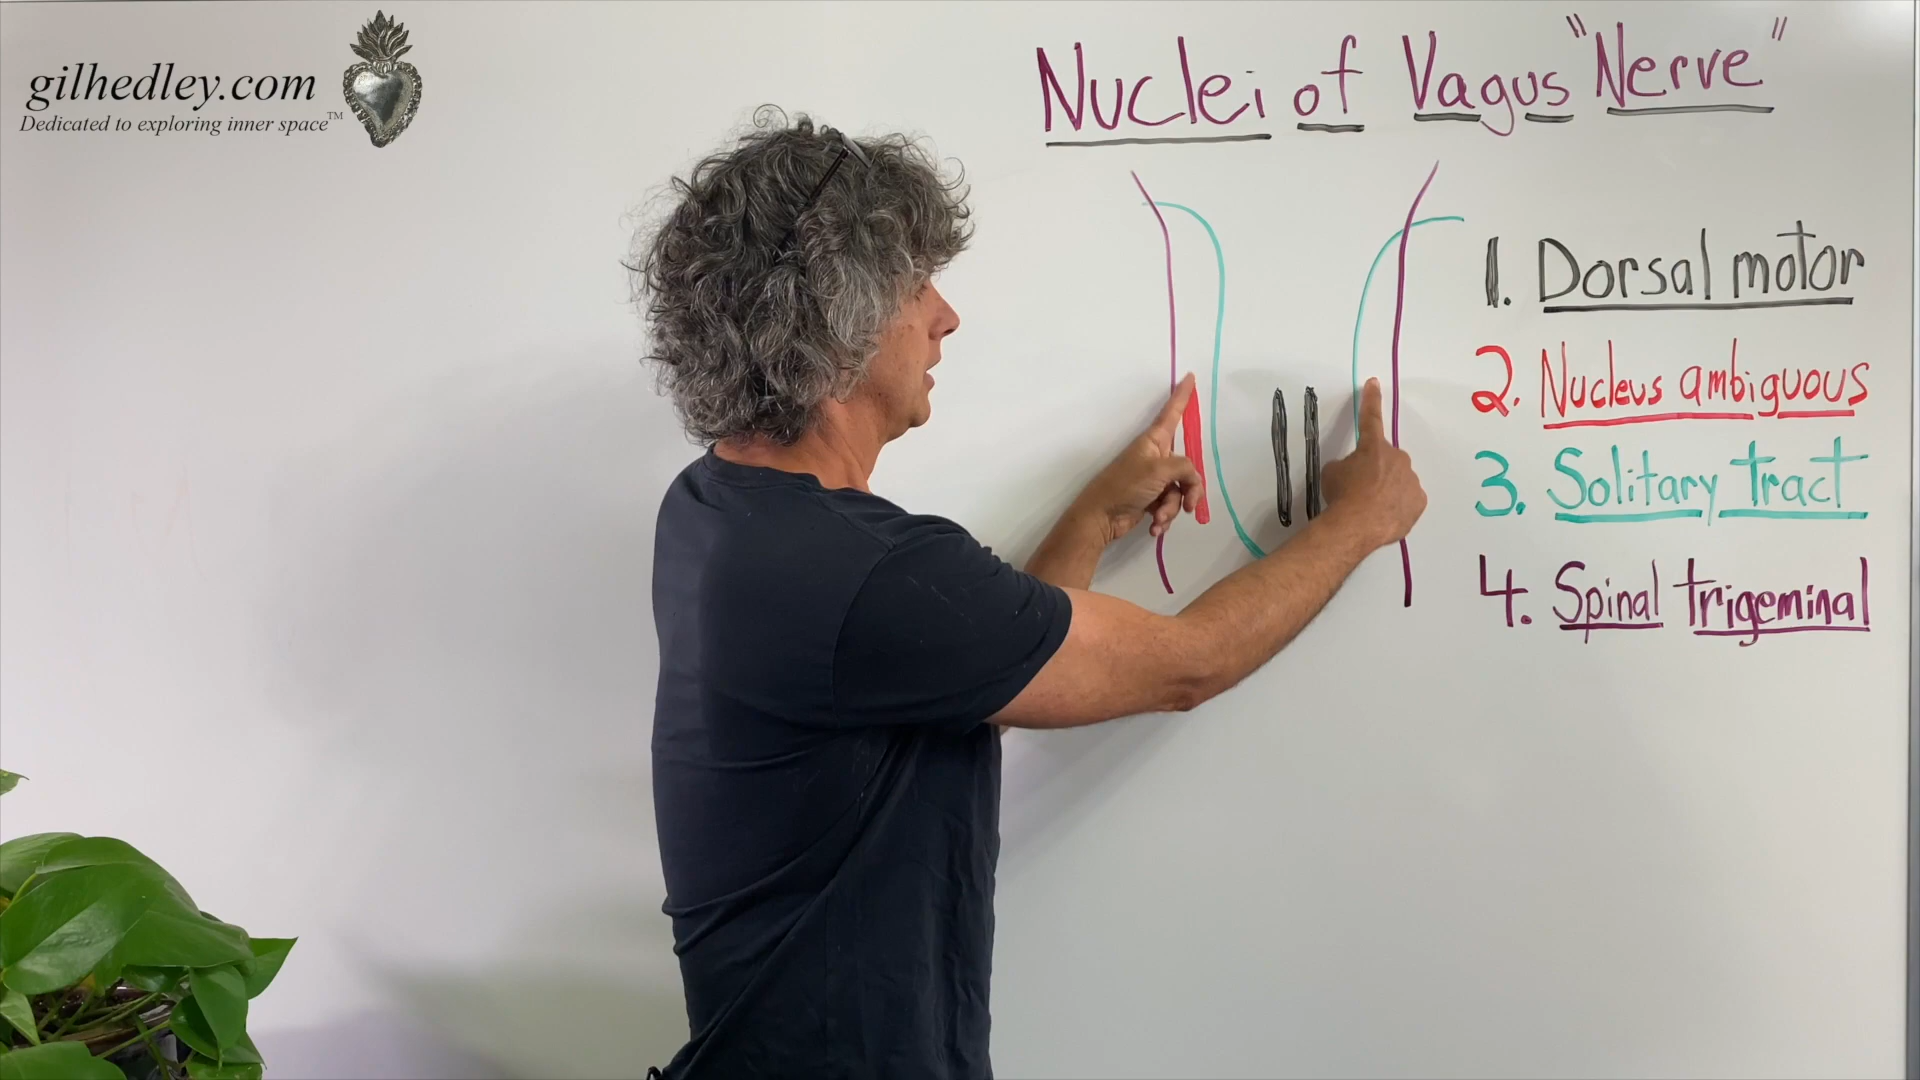 gilhedley.com
Dedicated to exploring inner space™
Nuclei of Vagus "Nerve"
1. Dorsal motor
2. Nucleus ambiguous
3. Solitary tract
4. Spinal trigeminal